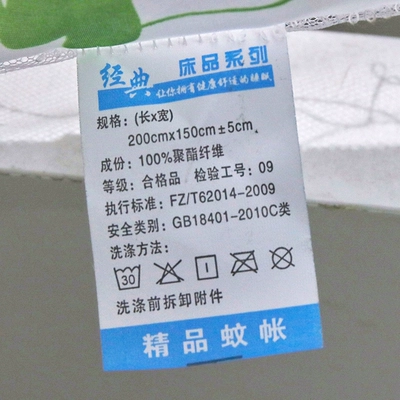 经典 床品系列
让你拥有健康舒适的睡眠
规格：(长x宽)
200cmx150cm±5cm
成份：100%聚酯纤维
等级：合格品 检验工号：09
执行标准：FZ/T62014-2009
安全类别：GB18401-2010C类
洗涤方法：
30
洗涤前拆卸附件
精品蚊帐